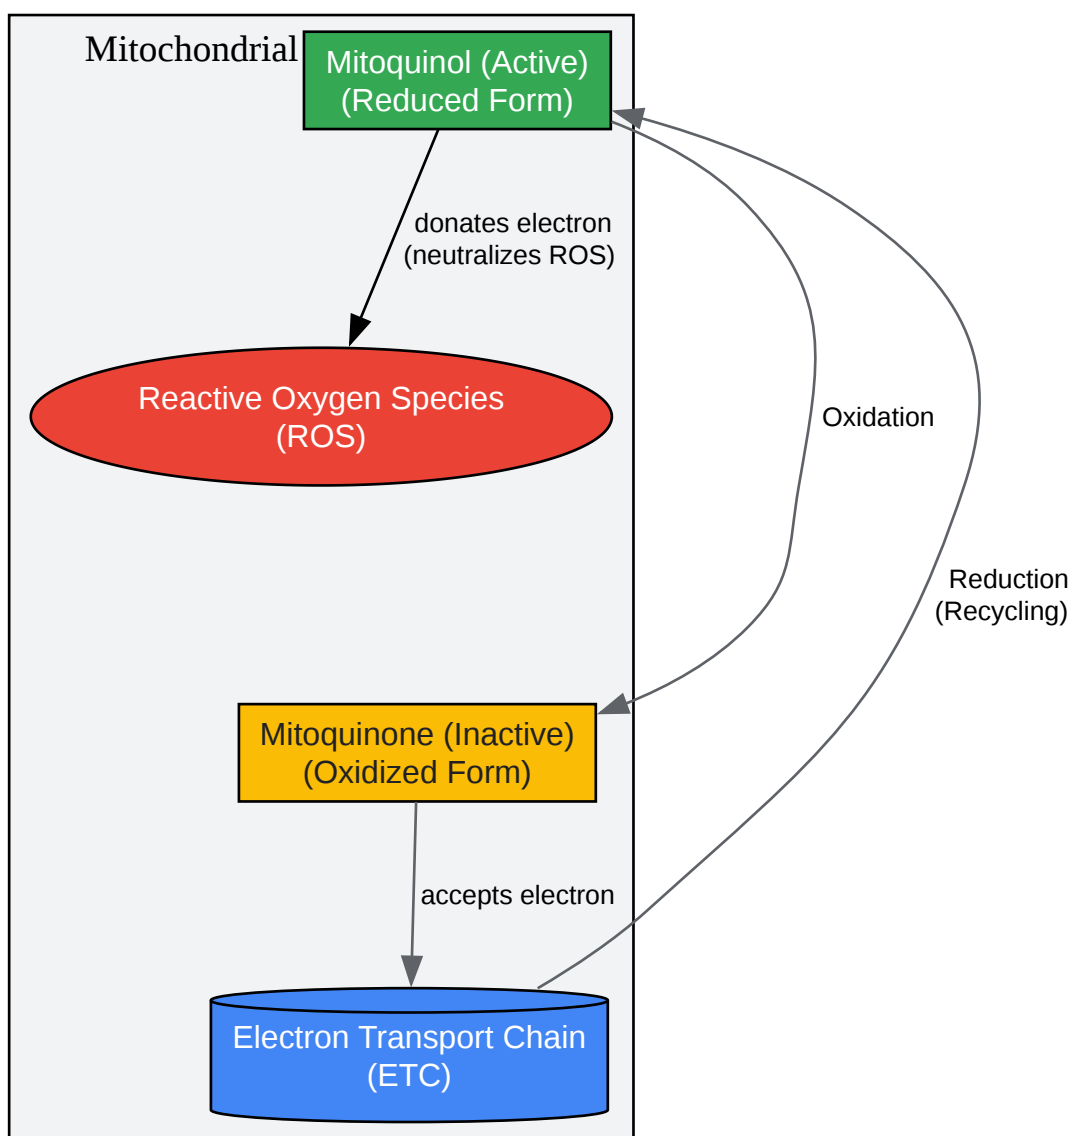 Mitochondrial
Mitoquinol (Active)
(Reduced Form)
donates electron
(neutralizes ROS)
Reactive Oxygen Species
(ROS)
Oxidation
Reduction
(Recycling)
Mitoquinone (Inactive)
(Oxidized Form)
accepts electron
Electron Transport Chain
(ETC)